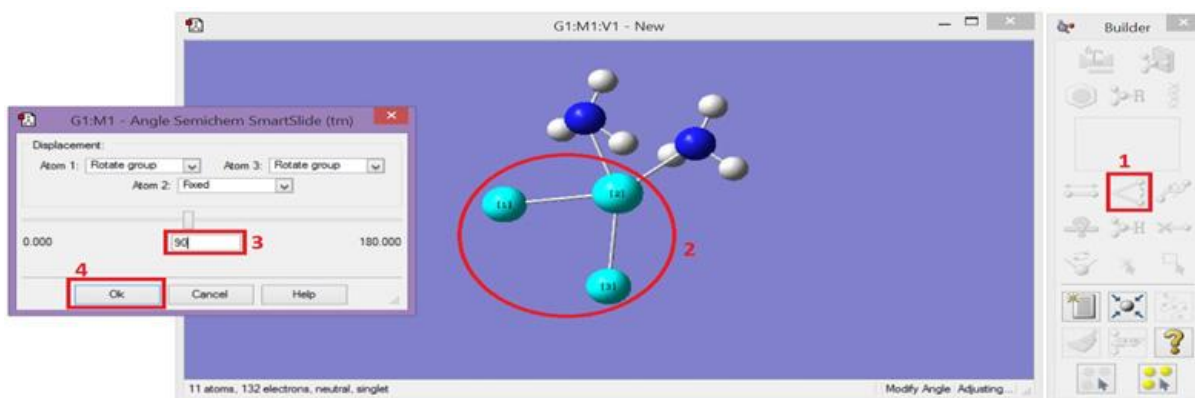 G1:M1:V1 - New
Builder
R
1
H
G1:M1 - Angle Semichem SmartSlide (tm)
Displacement:
Atom 1: Rotate group Atom 3: Rotate group
Atom 2: Fixed
0.000 90 3 180.000
4
Ok Cancel Help
[1] [2]
2
[3]
11 atoms, 132 electrons, neutral, singlet Modify Angle Adjusting...